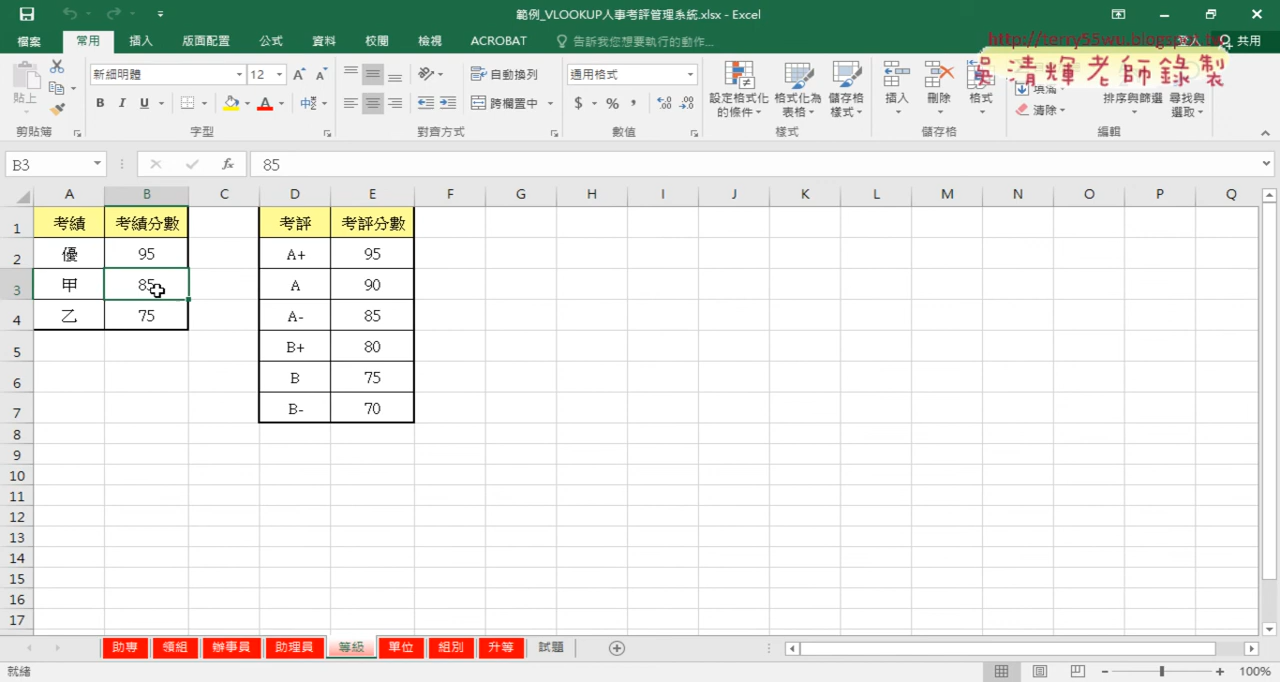 範例_VLOOKUP人事考評管理系統.xlsx - Excel
http://terry55wu.blogspot.tw
吳清輝老師錄製
檔案 常用 插入 版面配置 公式 資料 校閱 檢視 ACROBAT 告訴我您想要執行的動作... 登入 共用
貼上 新細明體 12 自動換列 通用格式 設定格式化的條件 格式化為表格 儲存格樣式 插入 刪除 格式 填滿 排序與篩選 尋找與選取
B I U 跨欄置中 $ % 清除
剪貼簿 字型 對齊方式 數值 樣式 儲存格 編輯
B3 fx 85
A B C D E F G H I J K L M N O P Q
1 考績 考績分數 考評 考評分數
2 優 95 A+ 95
3 甲 85 A 90
4 乙 75 A- 85
5 B+ 80
6 B 75
7 B- 70
8
9
10
11
12
13
14
15
16
17
助專 領組 辦事員 助理員 等級 單位 組別 升等 試題
就緒 100%